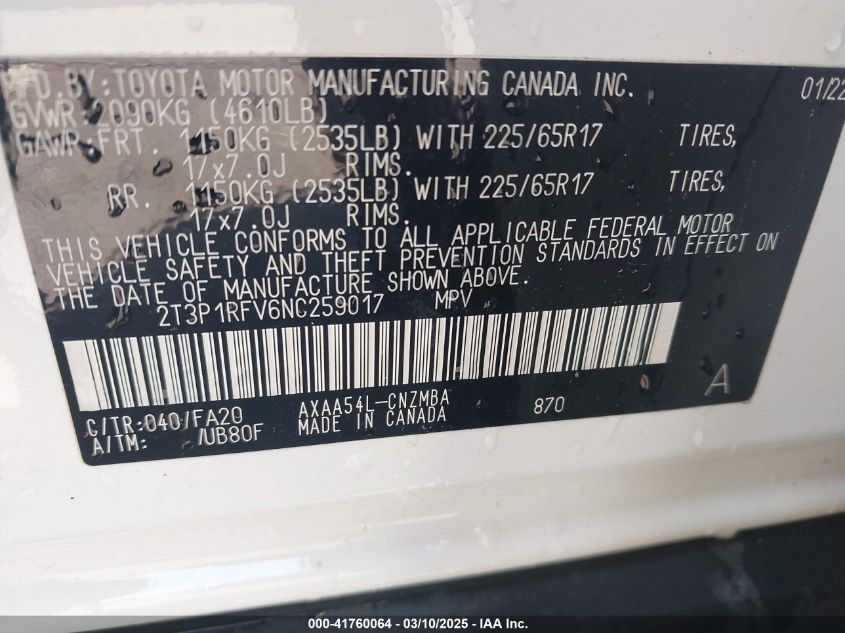 MFD.BY:TOYOTA MOTOR MANUFACTURING CANADA INC. 01/22
GVWR:2090KG (4610LB)
GAWR:FRT. 1150KG (2535LB) WITH 225/65R17 TIRES,
17x7.0J RIMS.
RR. 1150KG (2535LB) WITH 225/65R17 TIRES,
17x7.0J RIMS.
THIS VEHICLE CONFORMS TO ALL APPLICABLE FEDERAL MOTOR
VEHICLE SAFETY AND THEFT PREVENTION STANDARDS IN EFFECT ON
THE DATE OF MANUFACTURE SHOWN ABOVE.
2T3P1RFV6NC259017 MPV
A
C/TR:040/FA20 AXAA54L-CNZMBA 870
A/TM: /UB80F MADE IN CANADA
000-41760064 - 03/10/2025 - IAA Inc.